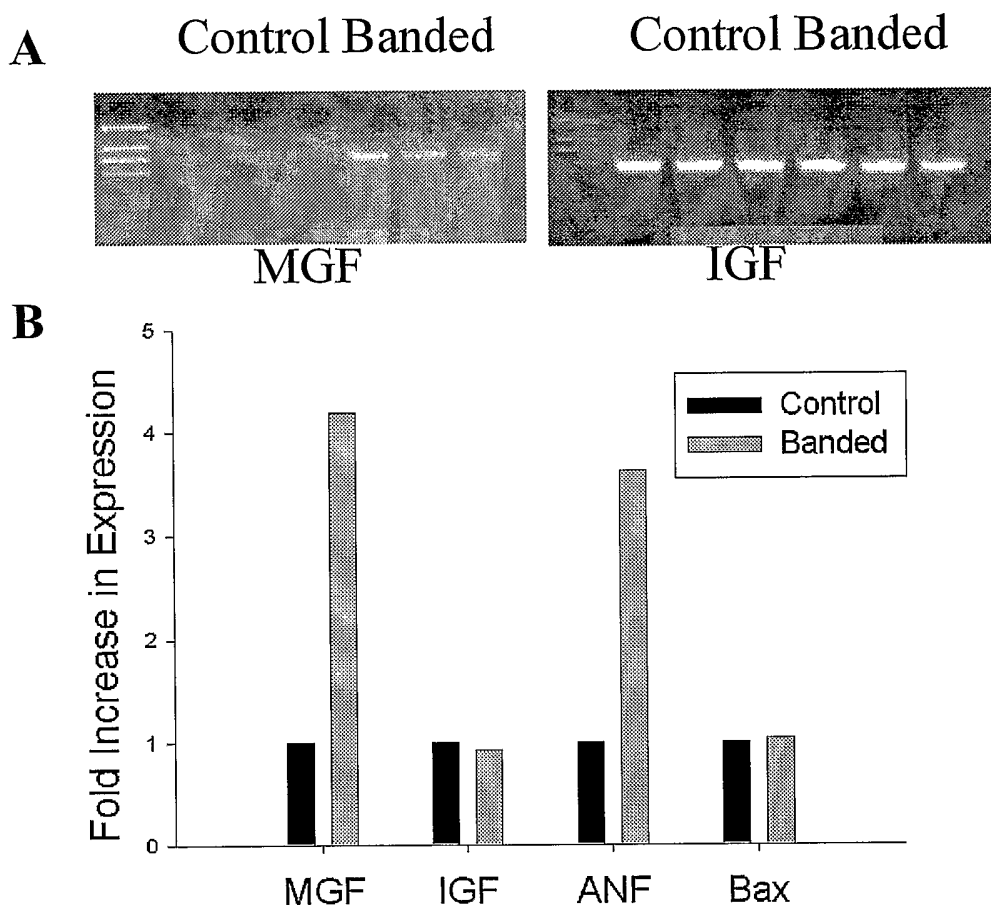 A
Control Banded
Control Banded
MGF
IGF
B
Fold Increase in Expression
5
4
3
2
1
0
Control
Banded
MGF
IGF
ANF
Bax